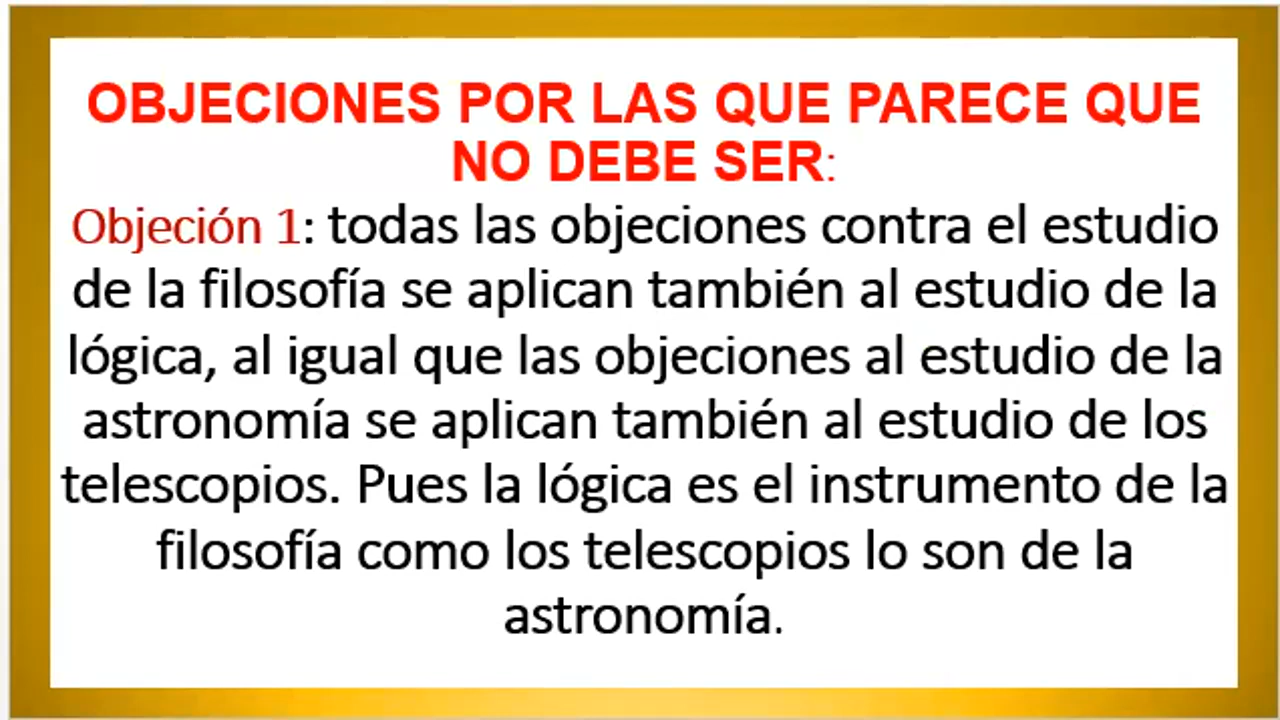 OBJECIONES POR LAS QUE PARECE QUE
NO DEBE SER:
Objeción 1: todas las objeciones contra el estudio
de la filosofía se aplican también al estudio de la
lógica, al igual que las objeciones al estudio de la
astronomía se aplican también al estudio de los
telescopios. Pues la lógica es el instrumento de la
filosofía como los telescopios lo son de la
astronomía.